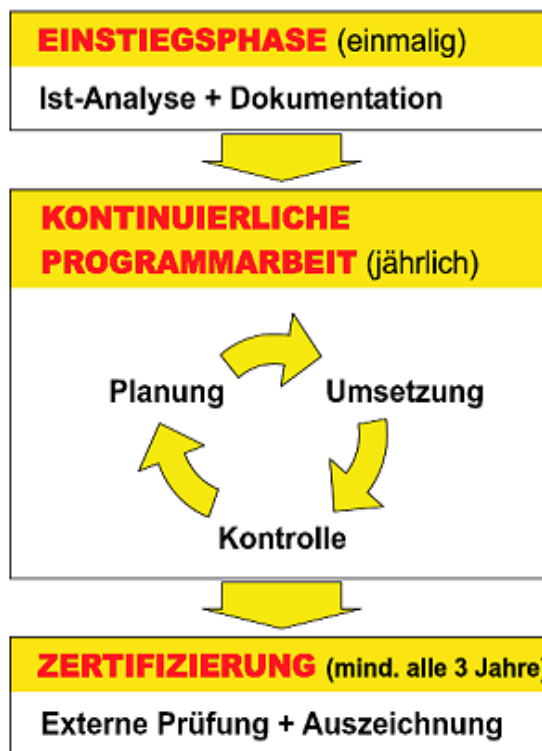 EINSTIEGSPHASE (einmalig)
Ist-Analyse + Dokumentation
KONTINUIERLICHE
PROGRAMMARBEIT (jährlich)
Planung
Umsetzung
Kontrolle
ZERTIFIZIERUNG (mind. alle 3 Jahre)
Externe Prüfung + Auszeichnung